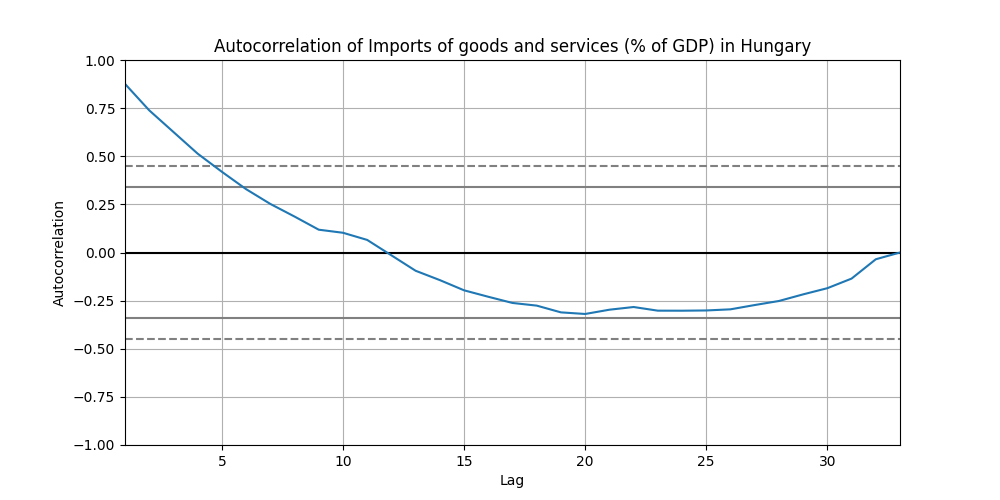 Autocorrelation of Imports of goods and services (% of GDP) in Hungary
1.00
0.75
0.50
0.25
0.00
−0.25
−0.50
−0.75
−1.00
Autocorrelation
5 10 15 20 25 30
Lag